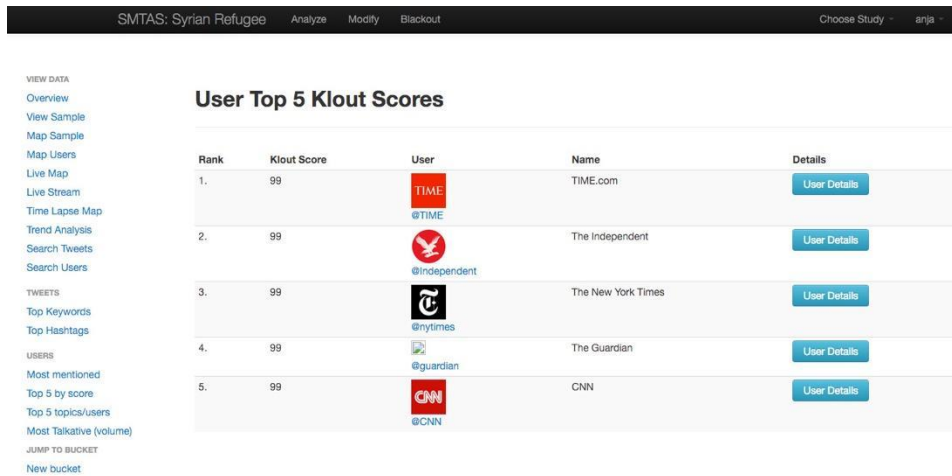 SMTAS: Syrian Refugee Analyze Modify Blackout Choose Study anja
VIEW DATA
Overview
View Sample
Map Sample
Map Users
Live Map
Live Stream
Time Lapse Map
Trend Analysis
Search Tweets
Search Users
TWEETS
Top Keywords
Top Hashtags
USERS
Most mentioned
Top 5 by score
Top 5 topics/users
Most Talkative (volume)
JUMP TO BUCKET
New bucket
User Top 5 Klout Scores
Rank Klout Score User Name Details
1. 99 TIME TIME.com User Details
@TIME
2. 99 The Independent User Details
@Independent
3. 99 The New York Times User Details
@nytimes
4. 99 The Guardian User Details
@guardian
5. 99 CNN CNN User Details
@CNN